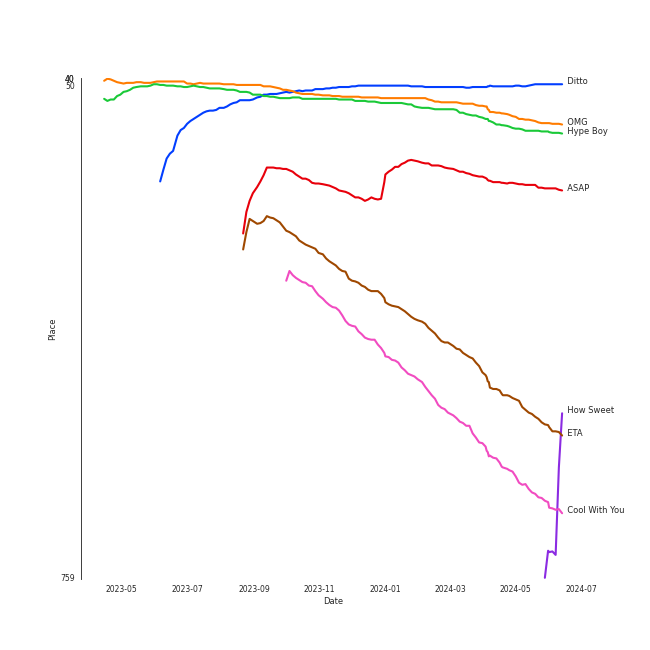 40
50
Ditto
OMG
Hype Boy
ASAP
Place
How Sweet
ETA
Cool With You
759
2023-05 2023-07 2023-09 2023-11 2024-01 2024-03 2024-05 2024-07
Date